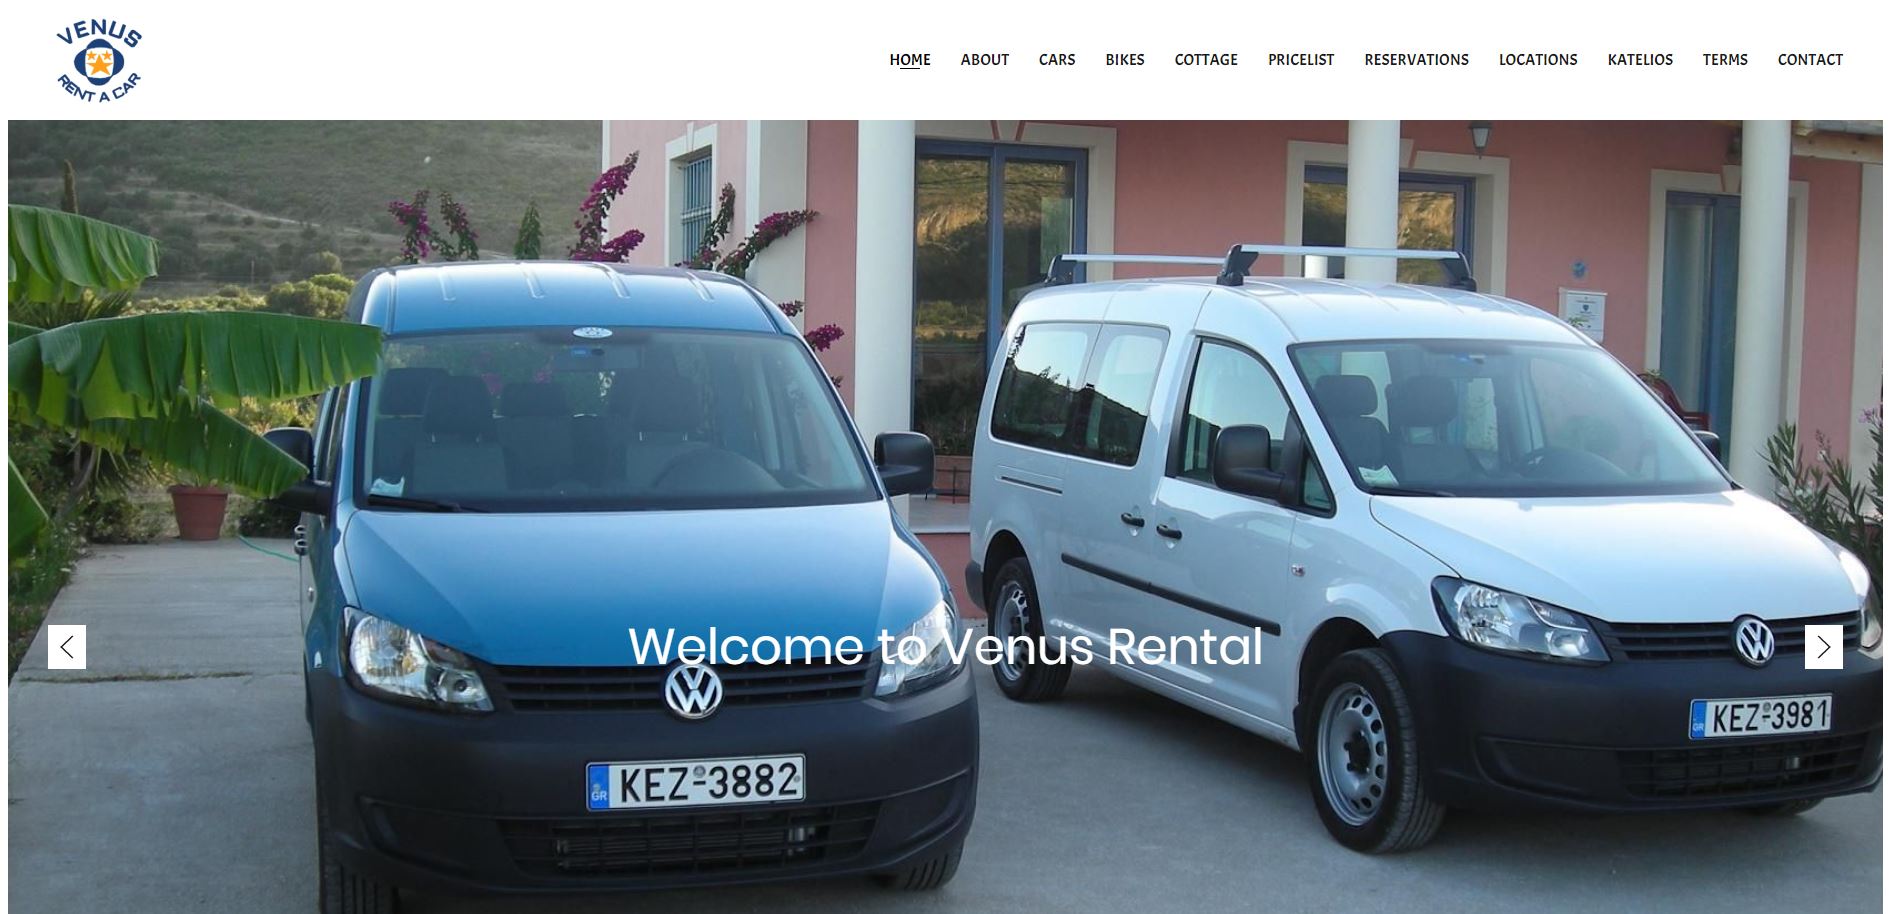 VENUS
RENT A CAR
HOME ABOUT CARS BIKES COTTAGE PRICELIST RESERVATIONS LOCATIONS KATELIOS TERMS CONTACT
Welcome to Venus Rental
GR KEZ-3981
GR KEZ-3882